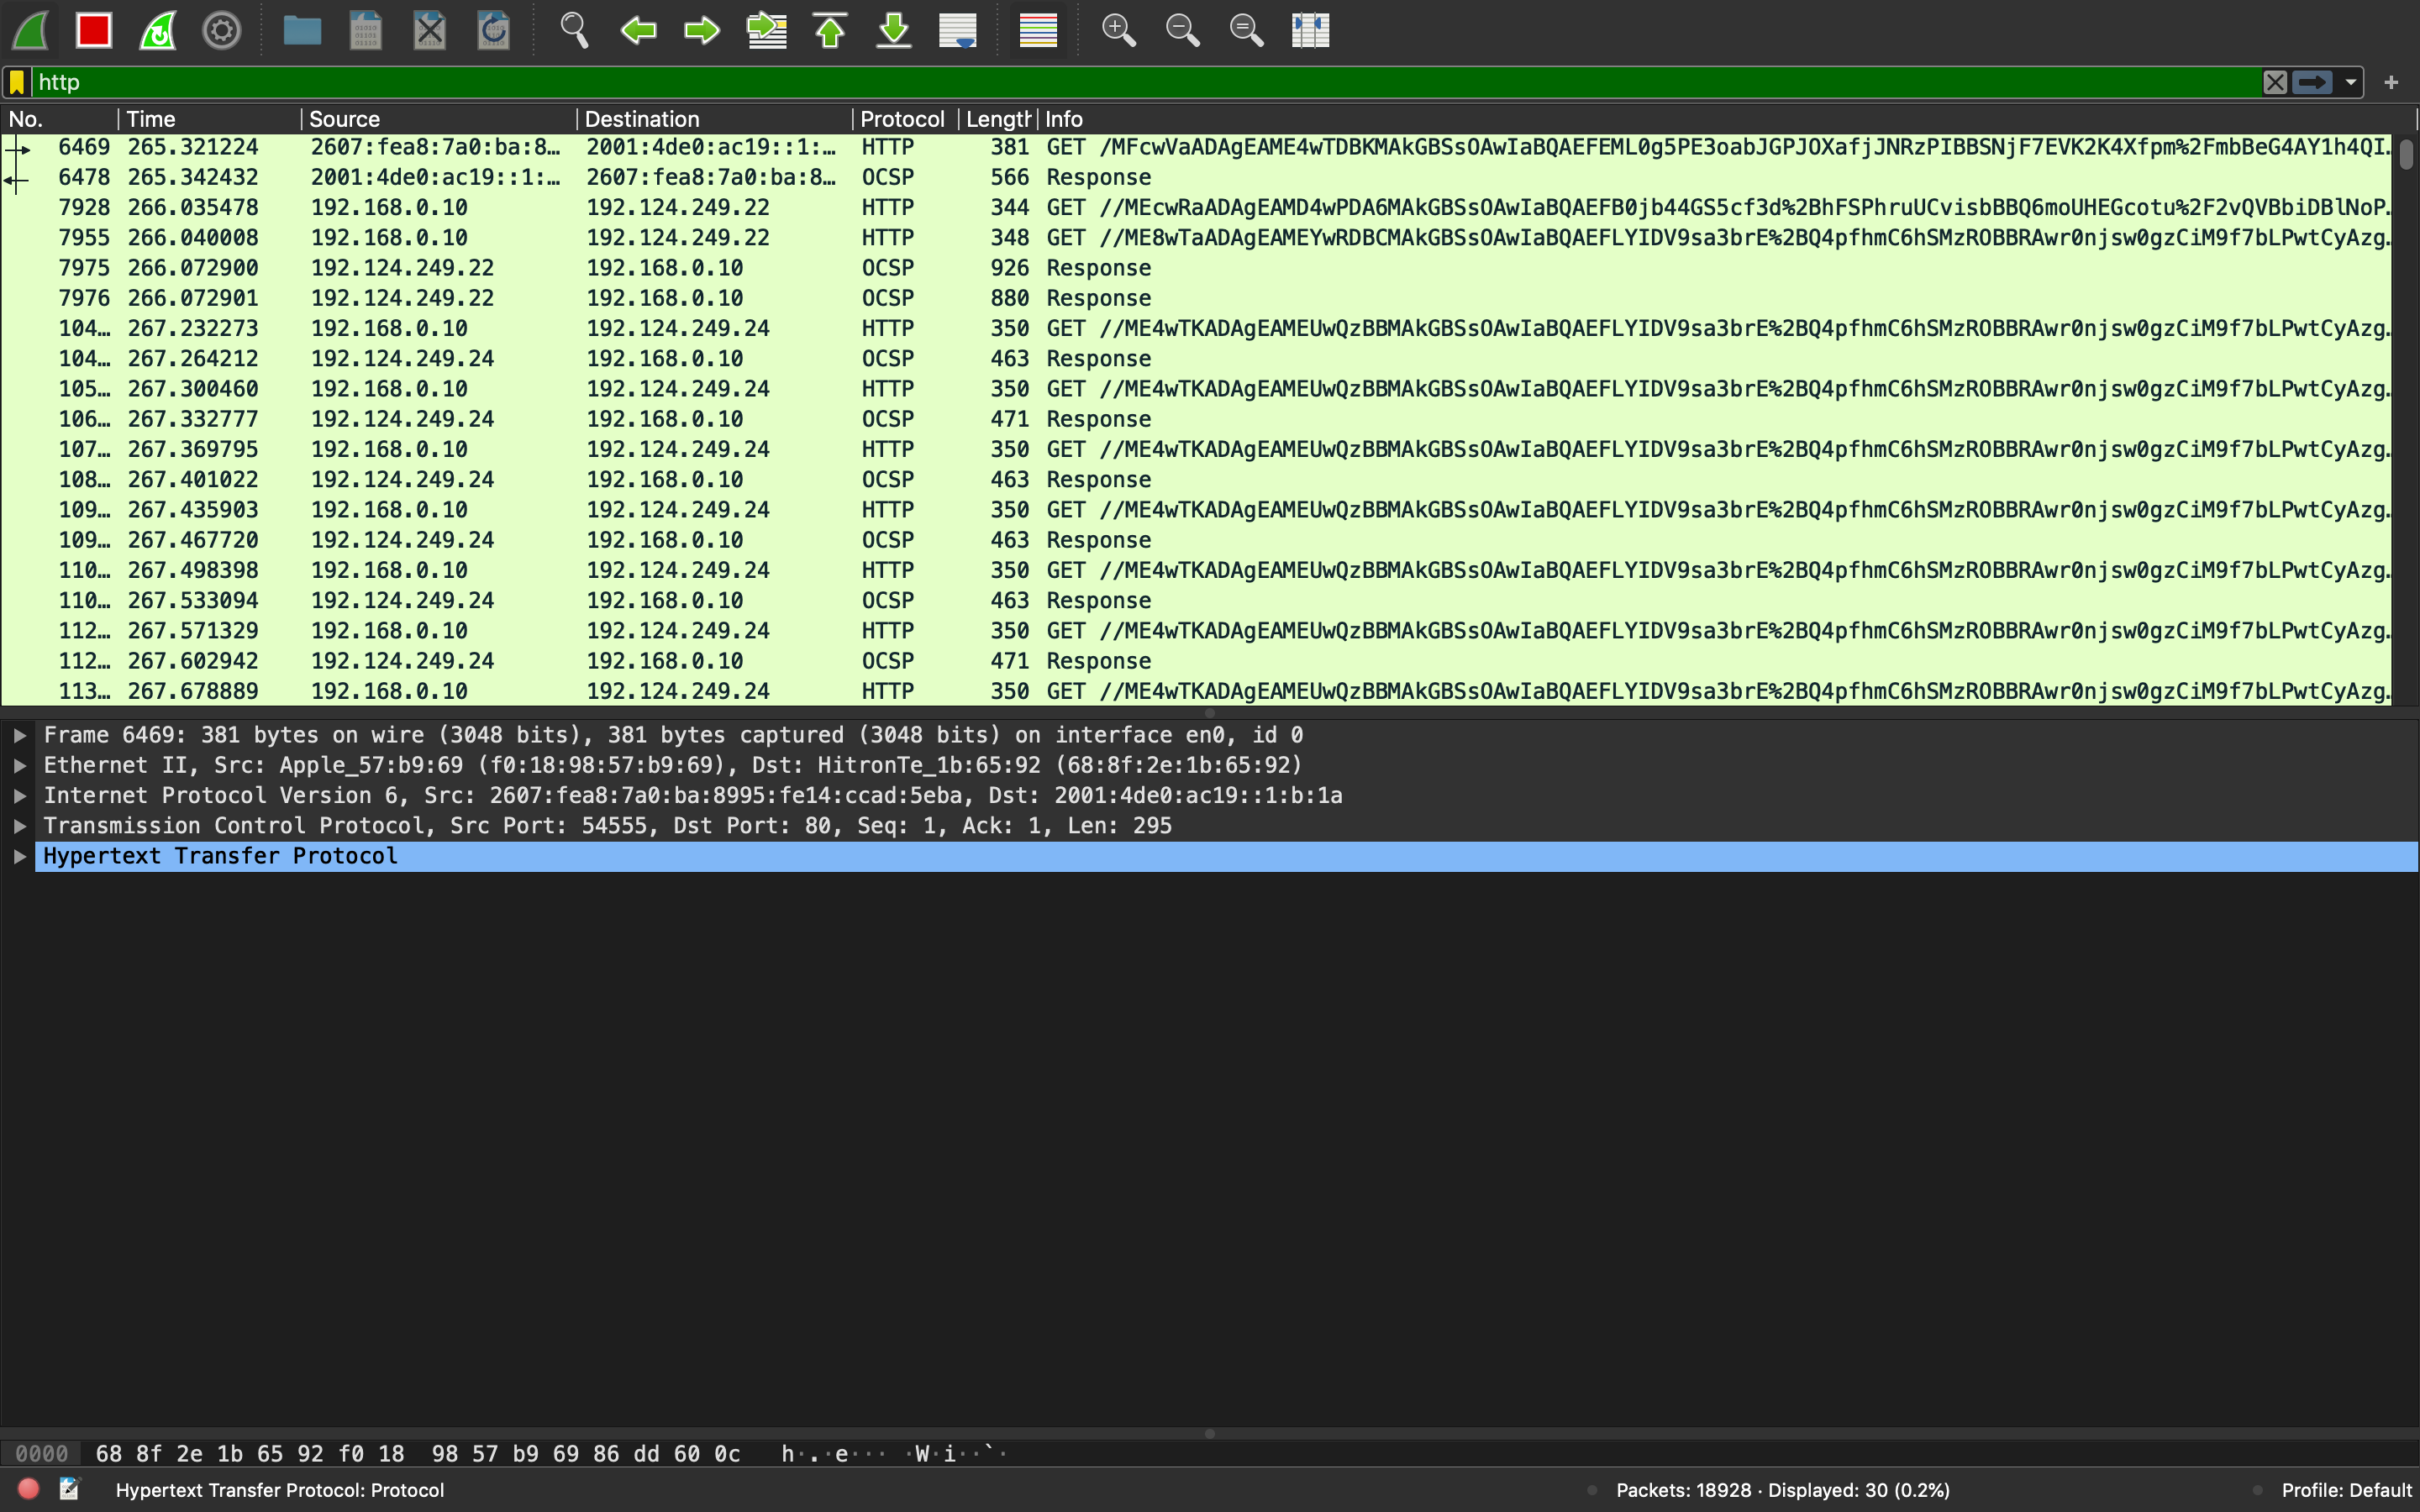 http
No. Time Source Destination Protocol Length Info
6469 265.321224 2607:fea8:7a0:ba:8… 2001:4de0:ac19::1:… HTTP 381 GET /MFcwVaADAgEAME4wTDBKMAkGBSsOAwIaBQAEFEML0g5PE3oabJGPJOXafjJNRzPIBBSNjF7EVK2K4Xfpm%2FmbBeG4AY1h4QI…
6478 265.342432 2001:4de0:ac19::1:… 2607:fea8:7a0:ba:8… OCSP 566 Response
7928 266.035478 192.168.0.10 192.124.249.22 HTTP 344 GET //MEcwRaADAgEAMD4wPDA6MAkGBSsOAwIaBQAEFB0jb44GS5cf3d%2BhFSPhruUCvisbBBQ6moUHEGcotu%2F2vQVBbiDBlNoP…
7955 266.040008 192.168.0.10 192.124.249.22 HTTP 348 GET //ME8wTaADAgEAMEYwRDBCMAkGBSsOAwIaBQAEFLYIDV9sa3brE%2BQ4pfhmC6hSMzROBBRAwr0njsw0gzCiM9f7bLPwtCyAzg…
7975 266.072900 192.124.249.22 192.168.0.10 OCSP 926 Response
7976 266.072901 192.124.249.22 192.168.0.10 OCSP 880 Response
104… 267.232273 192.168.0.10 192.124.249.24 HTTP 350 GET //ME4wTKADAgEAMEUwQzBBMAkGBSsOAwIaBQAEFLYIDV9sa3brE%2BQ4pfhmC6hSMzROBBRAwr0njsw0gzCiM9f7bLPwtCyAzg…
104… 267.264212 192.124.249.24 192.168.0.10 OCSP 463 Response
105… 267.300460 192.168.0.10 192.124.249.24 HTTP 350 GET //ME4wTKADAgEAMEUwQzBBMAkGBSsOAwIaBQAEFLYIDV9sa3brE%2BQ4pfhmC6hSMzROBBRAwr0njsw0gzCiM9f7bLPwtCyAzg…
106… 267.332777 192.124.249.24 192.168.0.10 OCSP 471 Response
107… 267.369795 192.168.0.10 192.124.249.24 HTTP 350 GET //ME4wTKADAgEAMEUwQzBBMAkGBSsOAwIaBQAEFLYIDV9sa3brE%2BQ4pfhmC6hSMzROBBRAwr0njsw0gzCiM9f7bLPwtCyAzg…
108… 267.401022 192.124.249.24 192.168.0.10 OCSP 463 Response
109… 267.435903 192.168.0.10 192.124.249.24 HTTP 350 GET //ME4wTKADAgEAMEUwQzBBMAkGBSsOAwIaBQAEFLYIDV9sa3brE%2BQ4pfhmC6hSMzROBBRAwr0njsw0gzCiM9f7bLPwtCyAzg…
109… 267.467720 192.124.249.24 192.168.0.10 OCSP 463 Response
110… 267.498398 192.168.0.10 192.124.249.24 HTTP 350 GET //ME4wTKADAgEAMEUwQzBBMAkGBSsOAwIaBQAEFLYIDV9sa3brE%2BQ4pfhmC6hSMzROBBRAwr0njsw0gzCiM9f7bLPwtCyAzg…
110… 267.533094 192.124.249.24 192.168.0.10 OCSP 463 Response
112… 267.571329 192.168.0.10 192.124.249.24 HTTP 350 GET //ME4wTKADAgEAMEUwQzBBMAkGBSsOAwIaBQAEFLYIDV9sa3brE%2BQ4pfhmC6hSMzROBBRAwr0njsw0gzCiM9f7bLPwtCyAzg…
112… 267.602942 192.124.249.24 192.168.0.10 OCSP 471 Response
113… 267.678889 192.168.0.10 192.124.249.24 HTTP 350 GET //ME4wTKADAgEAMEUwQzBBMAkGBSsOAwIaBQAEFLYIDV9sa3brE%2BQ4pfhmC6hSMzROBBRAwr0njsw0gzCiM9f7bLPwtCyAzg…
Frame 6469: 381 bytes on wire (3048 bits), 381 bytes captured (3048 bits) on interface en0, id 0
Ethernet II, Src: Apple_57:b9:69 (f0:18:98:57:b9:69), Dst: HitronTe_1b:65:92 (68:8f:2e:1b:65:92)
Internet Protocol Version 6, Src: 2607:fea8:7a0:ba:8995:fe14:ccad:5eba, Dst: 2001:4de0:ac19::1:b:1a
Transmission Control Protocol, Src Port: 54555, Dst Port: 80, Seq: 1, Ack: 1, Len: 295
Hypertext Transfer Protocol
0000 68 8f 2e 1b 65 92 f0 18 98 57 b9 69 86 dd 60 0c h·.·e··· ·W·i··`·
Hypertext Transfer Protocol: Protocol
Packets: 18928 · Displayed: 30 (0.2%)
Profile: Default